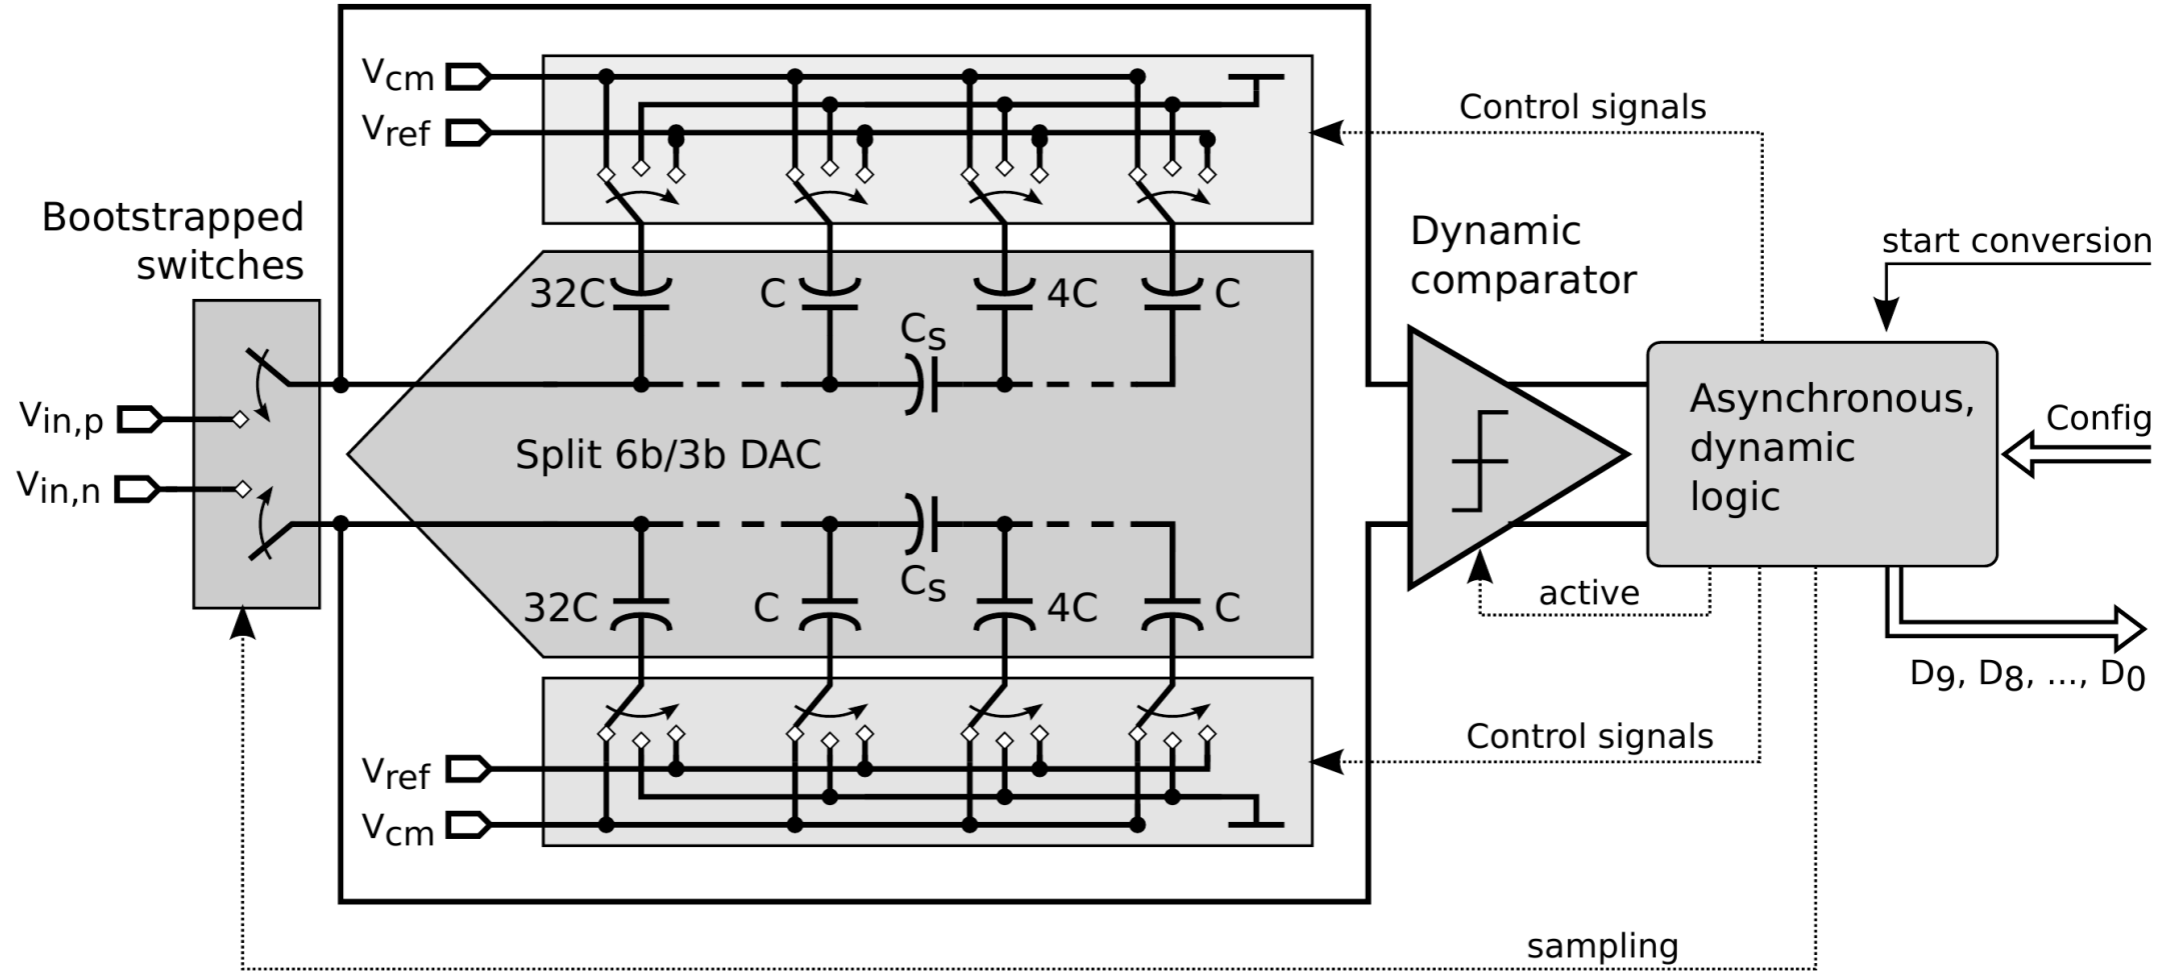 Vcm
Vref
Control signals
Bootstrapped
switches
Dynamic
comparator
start conversion
32C
C
4C
C
Cs
Vin,p
Asynchronous,
dynamic
logic
Config
Split 6b/3b DAC
Vin,n
Cs
32C
C
4C
C
active
D9, D8, ..., D0
Control signals
Vref
Vcm
sampling